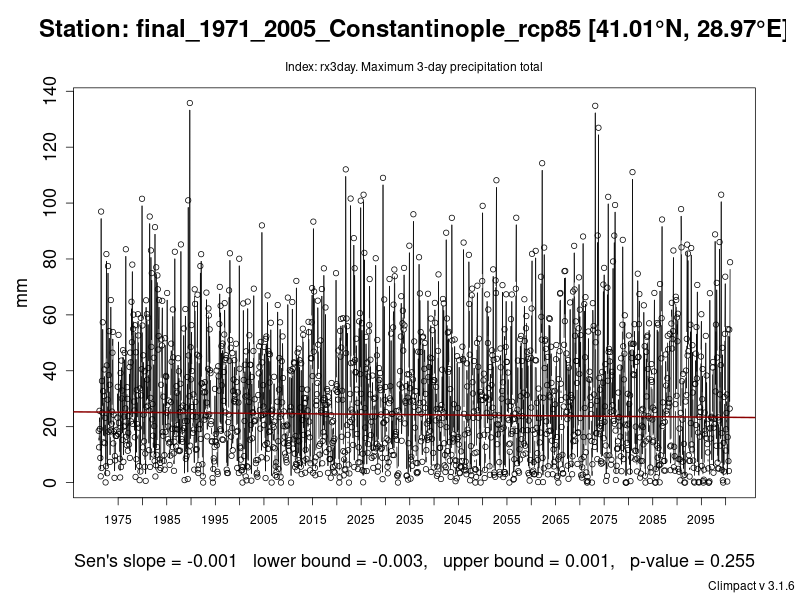 Station: final_1971_2005_Constantinople_rcp85 [41.01°N, 28.97°E]
Index: rx3day. Maximum 3-day precipitation total
mm
140
120
100
80
60
40
20
0
1975 1985 1995 2005 2015 2025 2035 2045 2055 2065 2075 2085 2095
Sen's slope = -0.001 lower bound = -0.003, upper bound = 0.001, p-value = 0.255
Climpact v 3.1.6